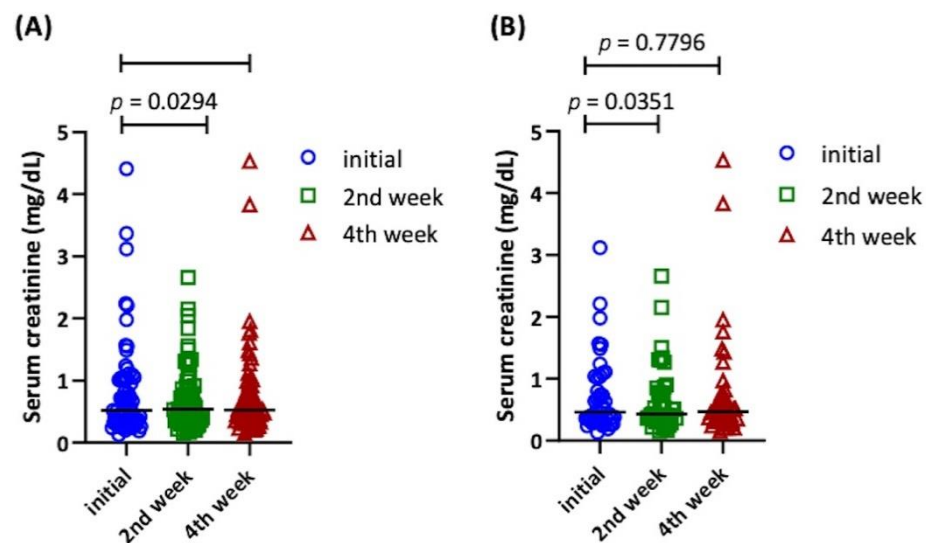 (A)
p = 0.0294
5
4
3
2
1
0
Serum creatinine (mg/dL)
initial
2nd week
4th week
initial
2nd week
4th week
(B)
p = 0.7796
p = 0.0351
5
4
3
2
1
0
Serum creatinine (mg/dL)
initial
2nd week
4th week
initial
2nd week
4th week